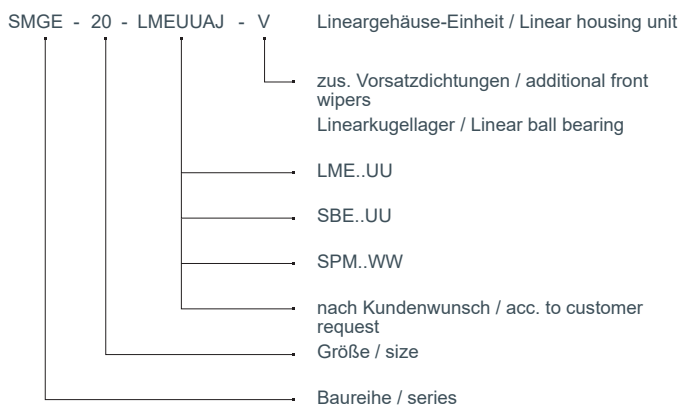 SMGE - 20 - LMEUUAJ - V Lineargehäuse-Einheit / Linear housing unit
zus. Vorsatzdichtungen / additional front
wipers
Linearkugellager / Linear ball bearing
LME..UU
SBE..UU
SPM..WW
nach Kundenwunsch / acc. to customer
request
Größe / size
Baureihe / series